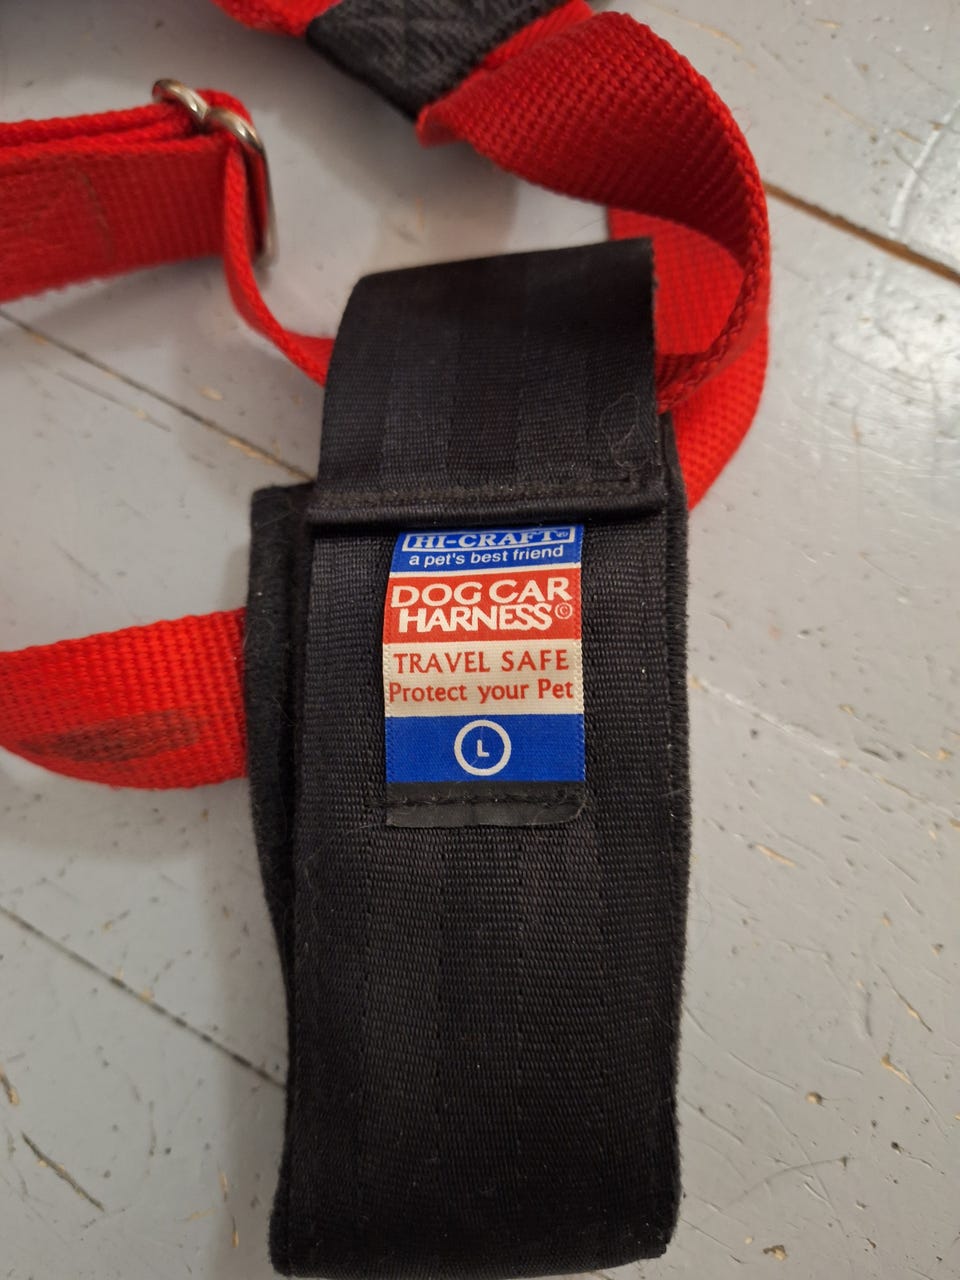 HI-CRAFT®
a pet's best friend
DOG CAR
HARNESS©
TRAVEL SAFE
Protect your Pet
L